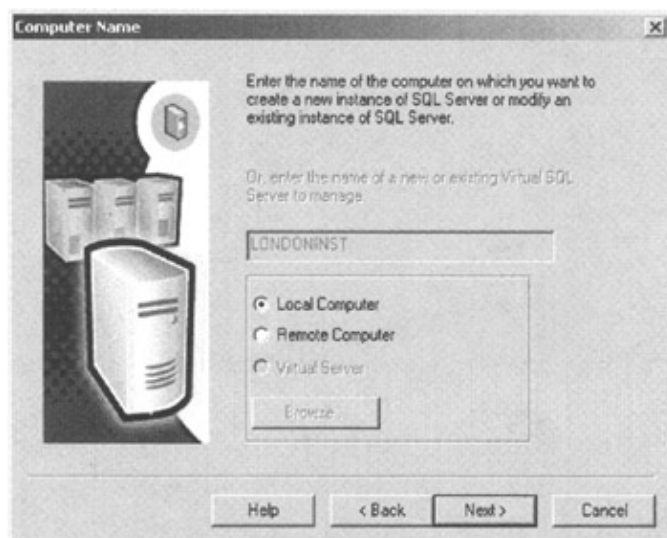 Computer Name
Enter the name of the computer on which you want to
create a new instance of SQL Server or modify an
existing instance of SQL Server.
Or, enter the name of a new or existing Virtual SQL
Server to manage.
LONDONINST
Local Computer
Remote Computer
Virtual Server
Browse...
Help
< Back
Next >
Cancel